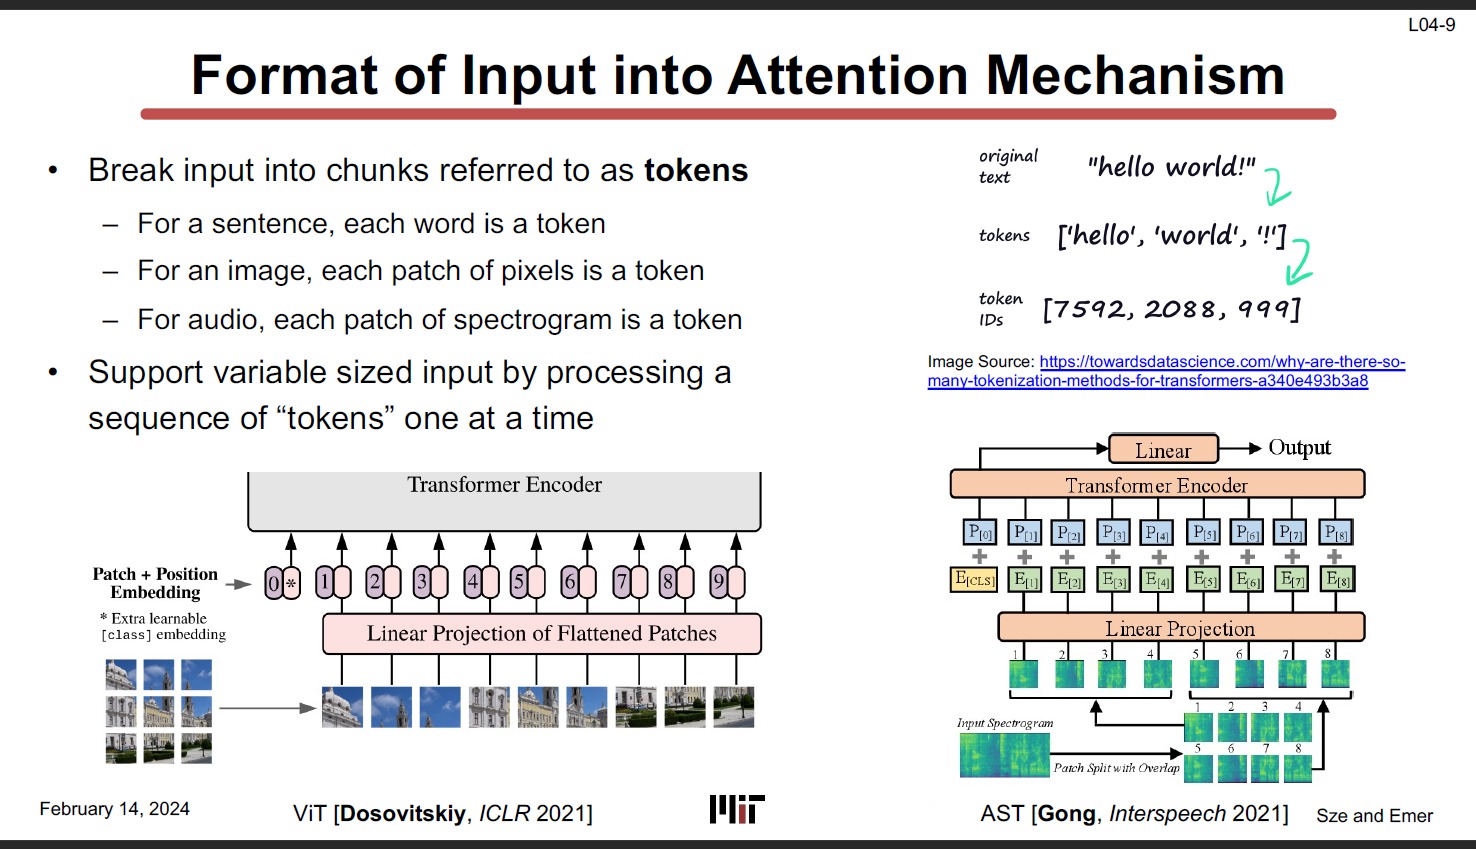 L04-9
Format of Input into Attention Mechanism
• Break input into chunks referred to as tokens
– For a sentence, each word is a token
– For an image, each patch of pixels is a token
– For audio, each patch of spectrogram is a token
• Support variable sized input by processing a
sequence of “tokens” one at a time
original
text
"hello world!"
tokens
['hello', 'world', '!']
token
IDs
[7592, 2088, 999]
Image Source: https://towardsdatascience.com/why-are-there-so-
many-tokenization-methods-for-transformers-a340e493b3a8
Transformer Encoder
Patch + Position
Embedding
* Extra learnable
[class] embedding
0 * 1 2 3 4 5 6 7 8 9
Linear Projection of Flattened Patches
Linear
Output
Transformer Encoder
P[0] P[1] P[2] P[3] P[4] P[5] P[6] P[7] P[8]
+ + + + + + + + +
E[CLS] E[1] E[2] E[3] E[4] E[5] E[6] E[7] E[8]
Linear Projection
1 2 3 4 5 6 7 8
Input Spectrogram
1 2 3 4
5 6 7 8
Patch Split with Overlap
February 14, 2024
ViT [Dosovitskiy, ICLR 2021]
MIT
AST [Gong, Interspeech 2021]
Sze and Emer